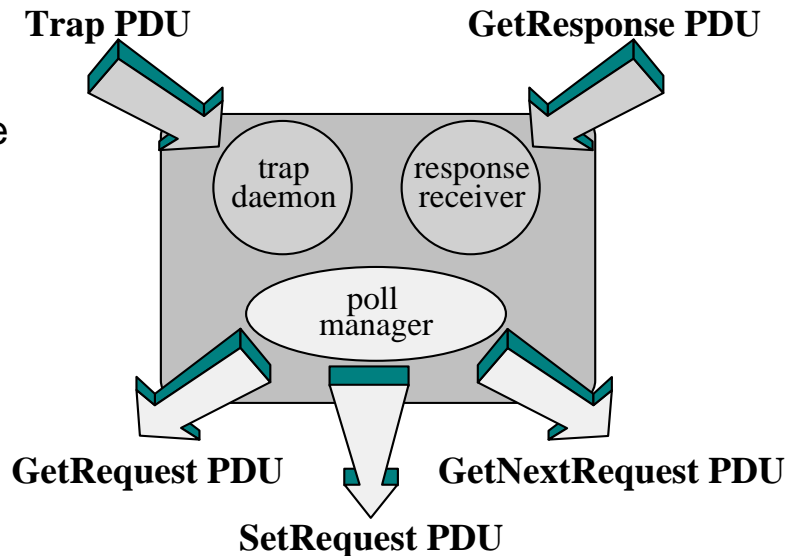 Trap PDU
GetResponse PDU
e
trap
daemon
response
receiver
poll
manager
GetRequest PDU
GetNextRequest PDU
SetRequest PDU